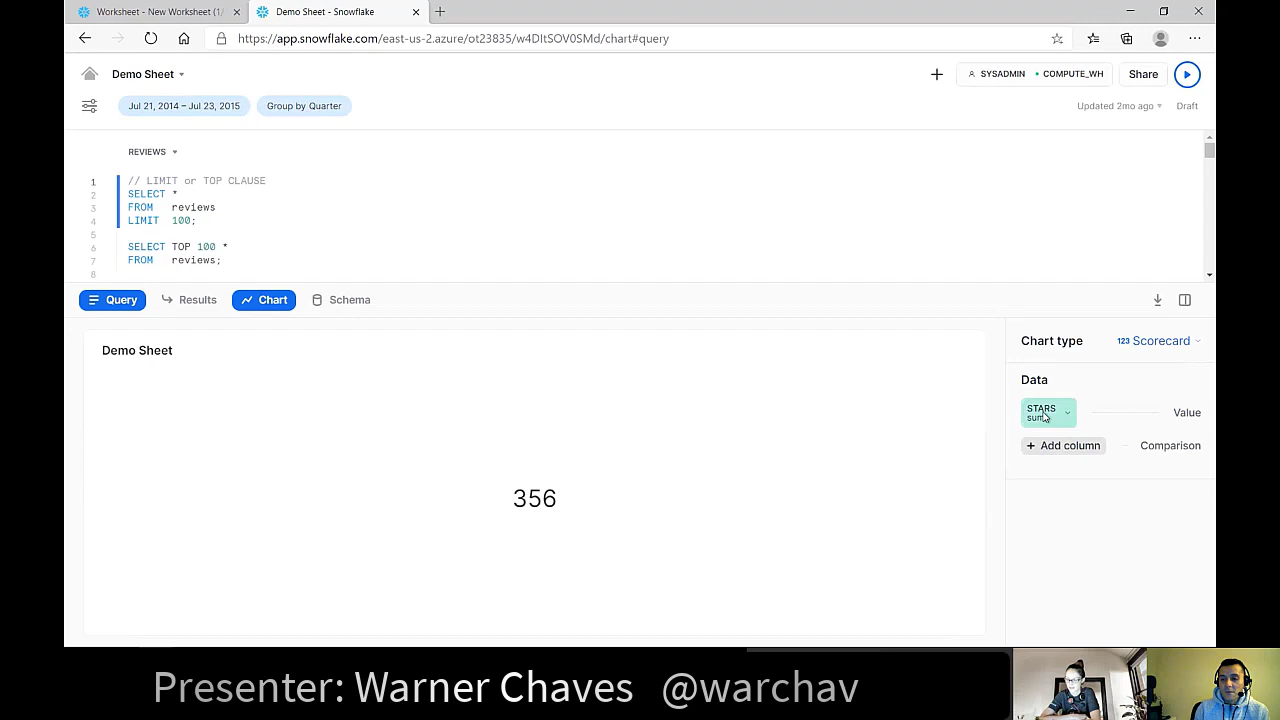 Worksheet - New Worksheet (1/
Demo Sheet - Snowflake
https://app.snowflake.com/east-us-2.azure/ot23835/w4DItSOV0SMd/chart#query
Demo Sheet
SYSADMIN
COMPUTE_WH
Share
Jul 21, 2014 – Jul 23, 2015
Group by Quarter
Updated 2mo ago
Draft
REVIEWS
1 // LIMIT or TOP CLAUSE
2 SELECT *
3 FROM reviews
4 LIMIT 100;
5
6 SELECT TOP 100 *
7 FROM reviews;
8
Query
Results
Chart
Schema
Demo Sheet
356
Chart type
123 Scorecard
Data
STARS
sum
Value
+ Add column
Comparison
Presenter: Warner Chaves @warchav